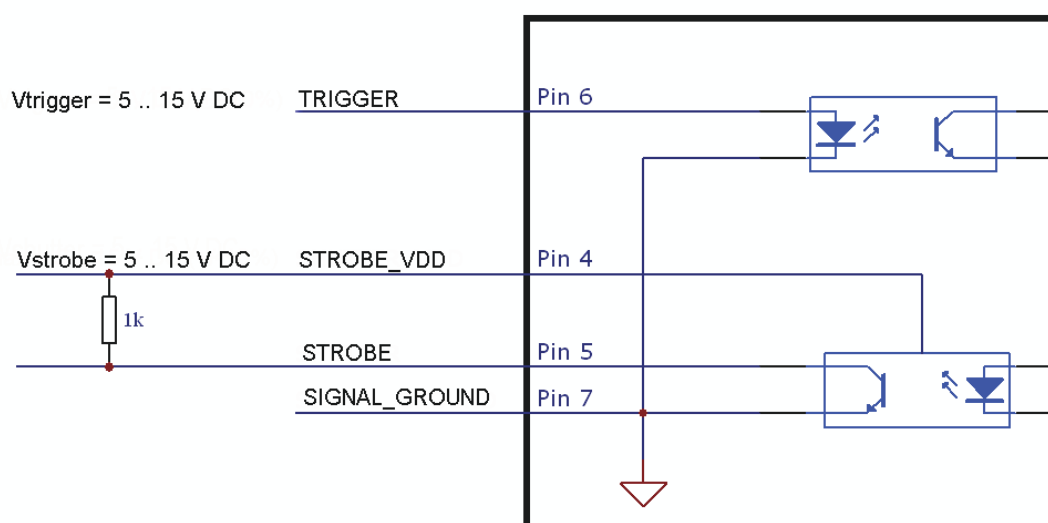 Vtrigger = 5 .. 15 V DC TRIGGER Pin 6
Vstrobe = 5 .. 15 V DC STROBE_VDD Pin 4
1k
STROBE Pin 5
SIGNAL_GROUND Pin 7